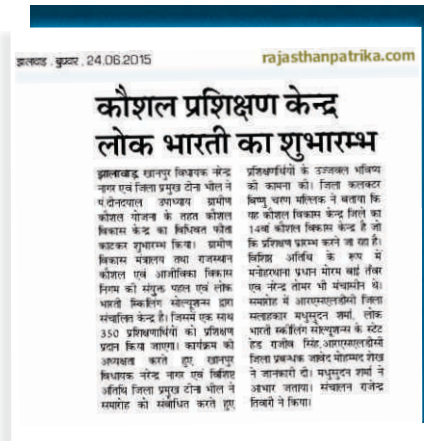 झालावाड़ . बुधवार , 24.06.2015
rajasthanpatrika.com
कौशल प्रशिक्षण केन्द्र
लोक भारती का शुभारम्भ
झालावाड़ खानपुर विधायक नरेन्द्र
नागर एवं जिला प्रमुख टीना भील ने
पं.दीनदयाल उपाध्याय ग्रामीण
कौशल योजना के तहत कौशल
विकास केन्द्र का विधिवत फीता
काटकर शुभारम्भ किया। ग्रामीण
विकास मंत्रालय तथा राजस्थान
कौशल एवं आजीविका विकास
निगम की संयुक्त पहल एवं लोक
भारती स्किलिंग सोल्यूशन्स द्वारा
संचालित केन्द्र है। जिसमें एक साथ
350 प्रशिक्षणार्थियों को प्रशिक्षण
प्रदान किया जाएगा। कार्यक्रम की
अध्यक्षता करते हुए खानपुर
विधायक नरेन्द्र नागर एवं विशिष्ट
अतिथि जिला प्रमुख टीना भील ने
समारोह को संबोधित करते हुए
प्रशिक्षणर्थियों के उज्जवल भविष्य
की कामना की। जिला कलक्टर
विष्णु चरण मल्लिक ने बताया कि
यह कौशल विकास केन्द्र जिले का
14वां कौशल विकास केन्द्र है जो
कि प्रशिक्षण प्रारम्भ करने जा रहा है।
विशिष्ट अतिथि के रूप में
मनोहरथाना प्रधान मोरम बाई तँवर
एवं नरेन्द्र तोमर भी मंचासीन थे।
समारोह में आरएसएलडीसी जिला
सलाहकार मधुसुदन शर्मा, लोक
भारती स्कीलिंग सोल्यूशन्स के स्टेट
हेड राजीव सिंह,आरएसएलडीसी
जिला प्रबन्धक जावेद मोहम्मद शेख
ने जानकारी दी। मधुसुदन शर्मा ने
आभार जताया। संचालन राजेन्द्र
तिवारी ने किया।